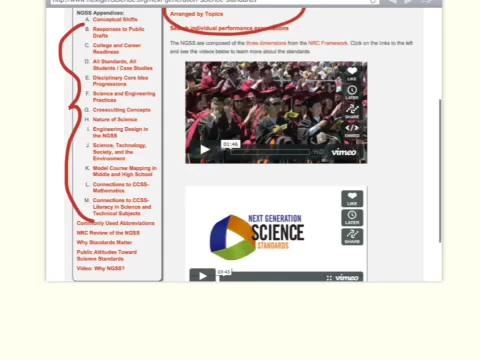 NGSS Appendices:
A. Conceptual Shifts
B. Responses to Public
Drafts
C. College and Career
Readiness
D. All Standards, All
Students / Case Studies
E. Disciplinary Core Idea
Progressions
F. Science and Engineering
Practices
G. Crosscutting Concepts
H. Nature of Science
I. Engineering Design in
the NGSS
J. Science, Technology,
Society, and the
Environment
K. Model Course Mapping in
Middle and High School
L. Connections to CCSS-
Mathematics
M. Connections to CCSS-
Literacy in Science and
Technical Subjects
Commonly Used Abbreviations
NRC Review of the NGSS
Why Standards Matter
Public Attitudes Toward
Science Standards
Video: Why NGSS?
Arranged by Topics
Search individual performance expectations
The NGSS are composed of the three dimensions from the NRC Framework. Click on the links to the left
and see the videos below to learn more about the standards.
LIKE
LATER
SHARE
EMBED
01:46
vimeo
NEXT GENERATION
SCIENCE
STANDARDS
LIKE
LATER
SHARE
03:43
vimeo